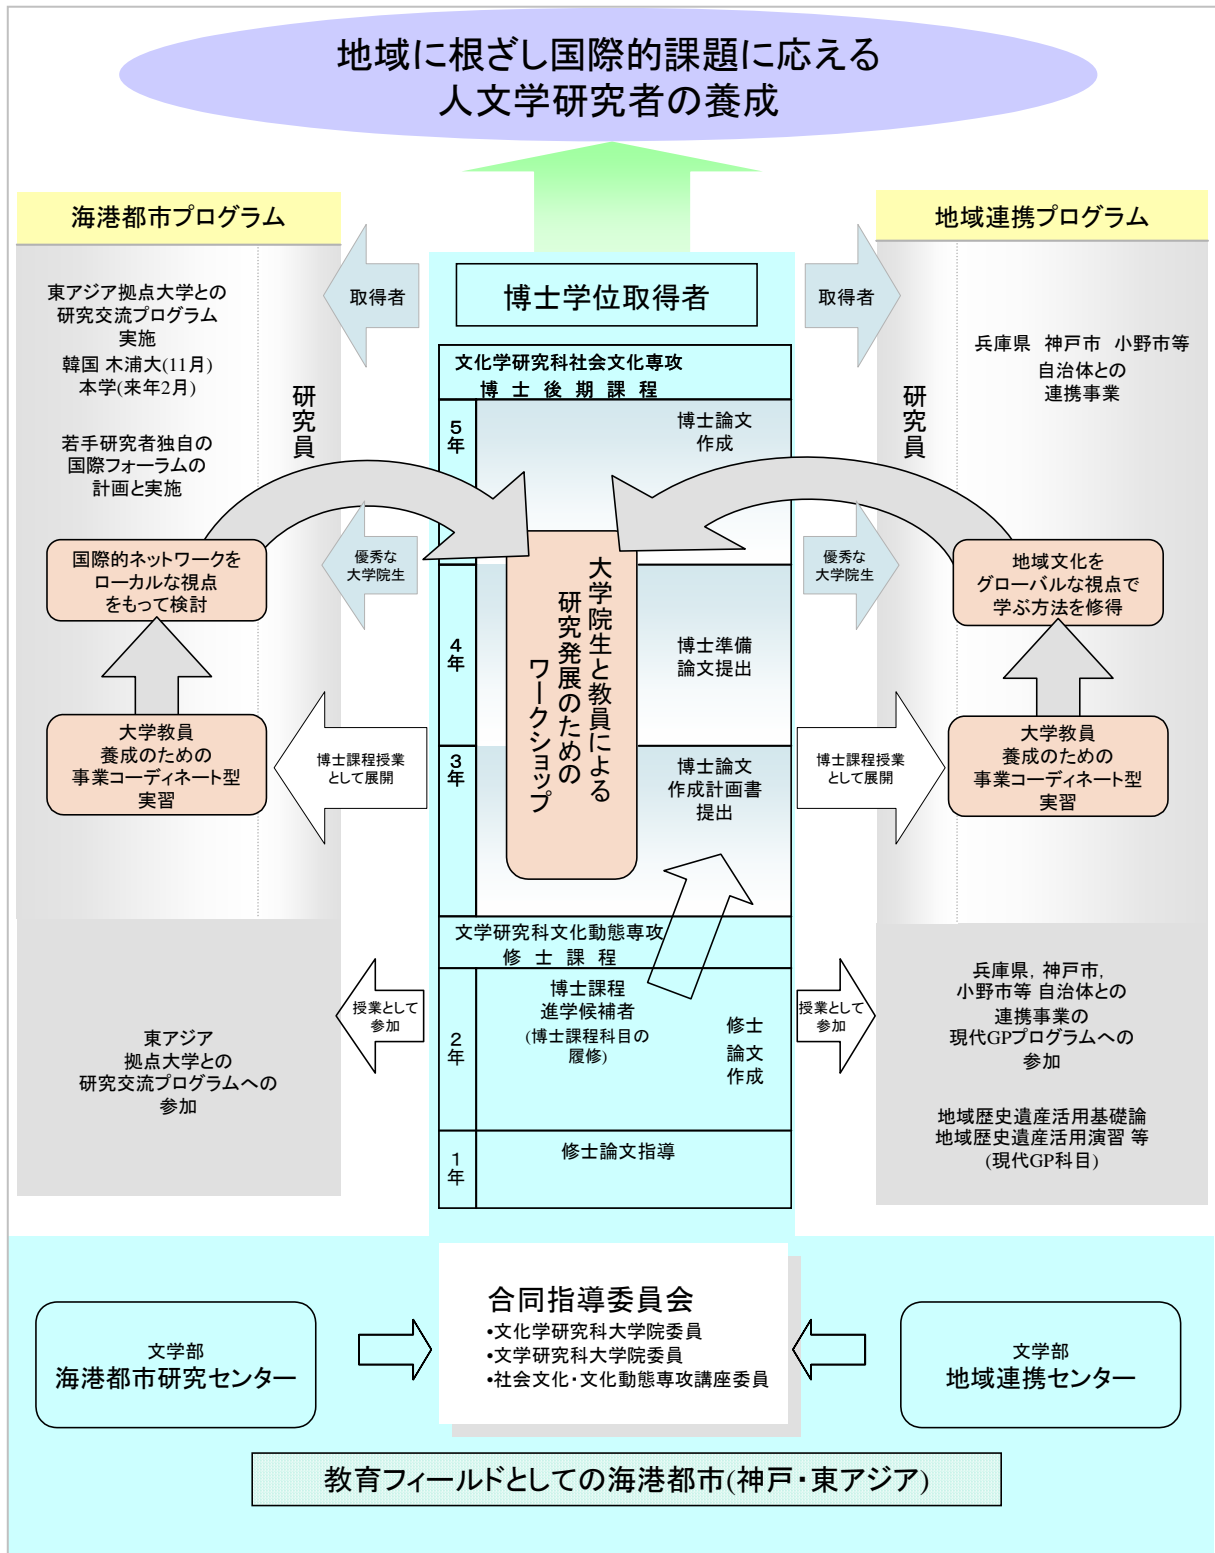 地域に根ざし国際的課題に応える
人文学研究者の養成
海港都市プログラム
東アジア拠点大学との
研究交流プログラム
実施
韓国 木浦大(11月)
本学(来年2月)
若手研究者独自の
国際フォーラムの
計画と実施
研究員
国際的ネットワークを
ローカルな視点
をもって検討
大学教員
養成のための
事業コーディネート型
実習
東アジア
拠点大学との
研究交流プログラムへの
参加
取得者
優秀な
大学院生
博士課程授業
として展開
授業として
参加
博士学位取得者
文化学研究科社会文化専攻
博士後期課程
5年
博士論文
作成
4年
博士準備
論文提出
3年
博士論文
作成計画書
提出
大学院生と教員による
研究発展のための
ワークショップ
文学研究科文化動態専攻
修士課程
2年
博士課程
進学候補者
(博士課程科目の
履修)
修士
論文
作成
1年
修士論文指導
取得者
優秀な
大学院生
博士課程授業
として展開
授業として
参加
地域連携プログラム
兵庫県 神戸市 小野市等
自治体との
連携事業
研究員
地域文化を
グローバルな視点で
学ぶ方法を修得
大学教員
養成のための
事業コーディネート型
実習
兵庫県, 神戸市,
小野市等 自治体との
連携事業の
現代GPプログラムへの
参加
地域歴史遺産活用基礎論
地域歴史遺産活用演習 等
(現代GP科目)
文学部
海港都市研究センター
合同指導委員会
•文化学研究科大学院委員
•文学研究科大学院委員
•社会文化・文化動態専攻講座委員
文学部
地域連携センター
教育フィールドとしての海港都市(神戸・東アジア)